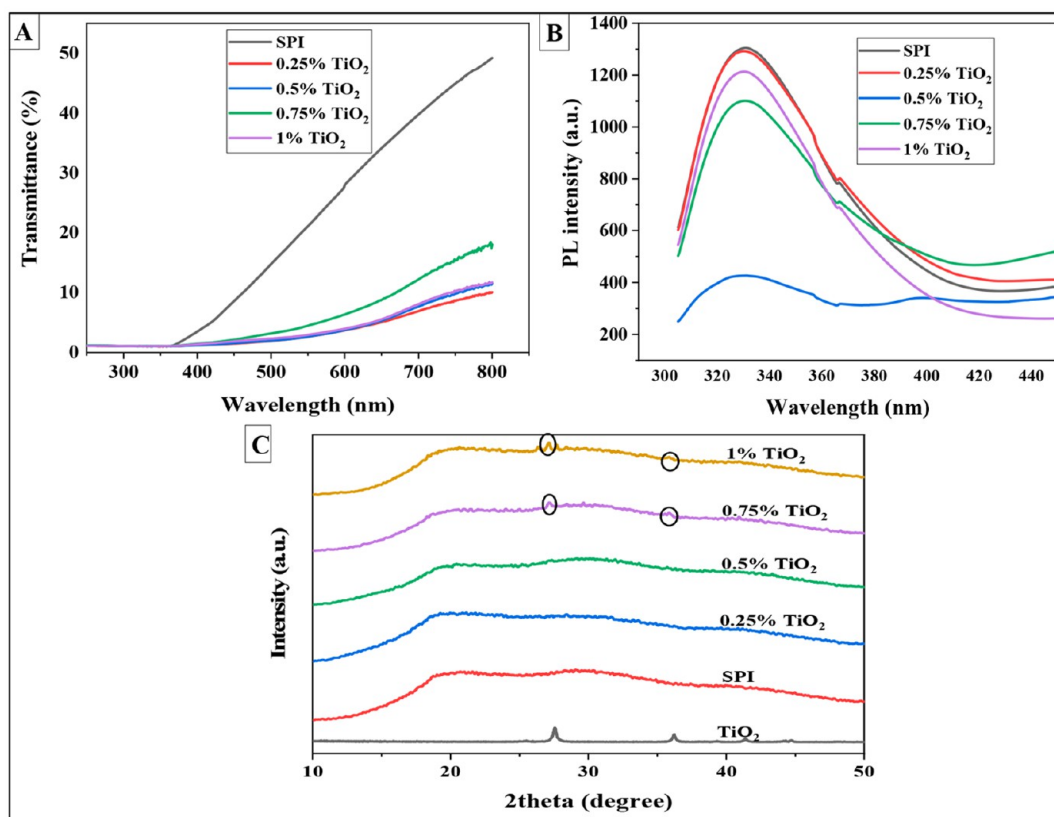 A
Transmittance (%)
50
40
30
20
10
0
SPI
0.25% TiO₂
0.5% TiO₂
0.75% TiO₂
1% TiO₂
300
400
500
600
700
800
Wavelength (nm)
B
PL intensity (a.u.)
1400
1200
1000
800
600
400
200
SPI
0.25% TiO₂
0.5% TiO₂
0.75% TiO₂
1% TiO₂
300
320
340
360
380
400
420
440
Wavelength (nm)
C
Intensity (a.u.)
1% TiO₂
0.75% TiO₂
0.5% TiO₂
0.25% TiO₂
SPI
TiO₂
10
20
30
40
50
2theta (degree)